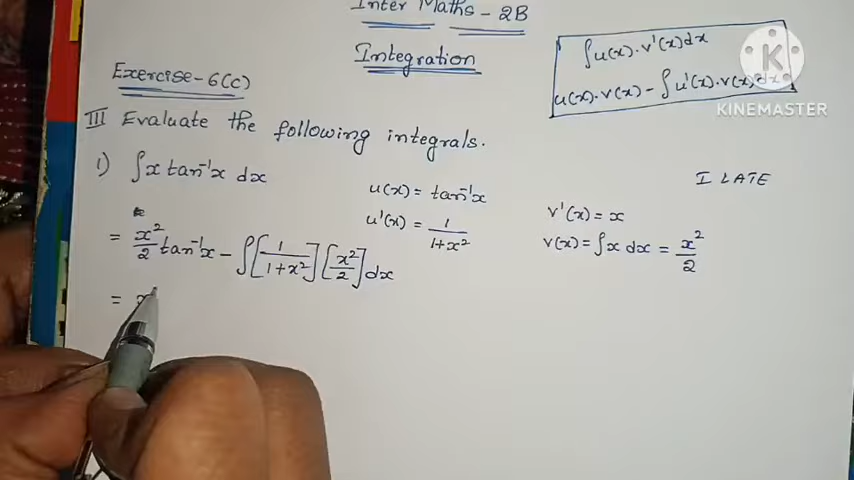 Inter Maths - 2B
Integration
∫u(x).v'(x)dx
u(x).v(x) - ∫u'(x).v(x)dx
K
KINEMASTER
Exercise-6(c)
III Evaluate the following integrals.
1) ∫x tan⁻¹x dx
u(x) = tan⁻¹x
u'(x) = 1/(1+x²)
v'(x) = x
v(x) = ∫x dx = x²/2
I LATE
= x²/2 tan⁻¹x - ∫[1/(1+x²)][x²/2]dx
=